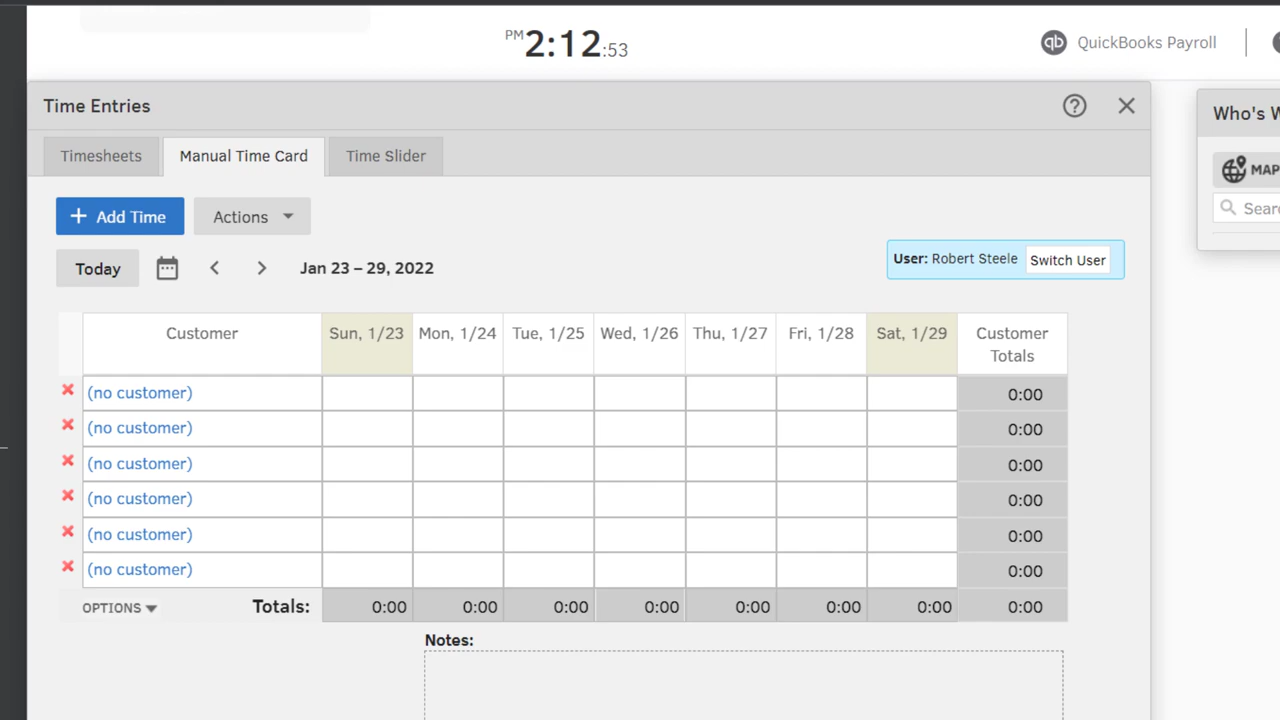 PM 2:12:53
qb QuickBooks Payroll
Time Entries
Who's W
Timesheets Manual Time Card Time Slider
MAP
+ Add Time Actions
Sear
Today Jan 23 – 29, 2022 User: Robert Steele Switch User
Customer Sun, 1/23 Mon, 1/24 Tue, 1/25 Wed, 1/26 Thu, 1/27 Fri, 1/28 Sat, 1/29 Customer Totals
(no customer) 0:00
(no customer) 0:00
(no customer) 0:00
(no customer) 0:00
(no customer) 0:00
(no customer) 0:00
OPTIONS Totals: 0:00 0:00 0:00 0:00 0:00 0:00 0:00 0:00
Notes: